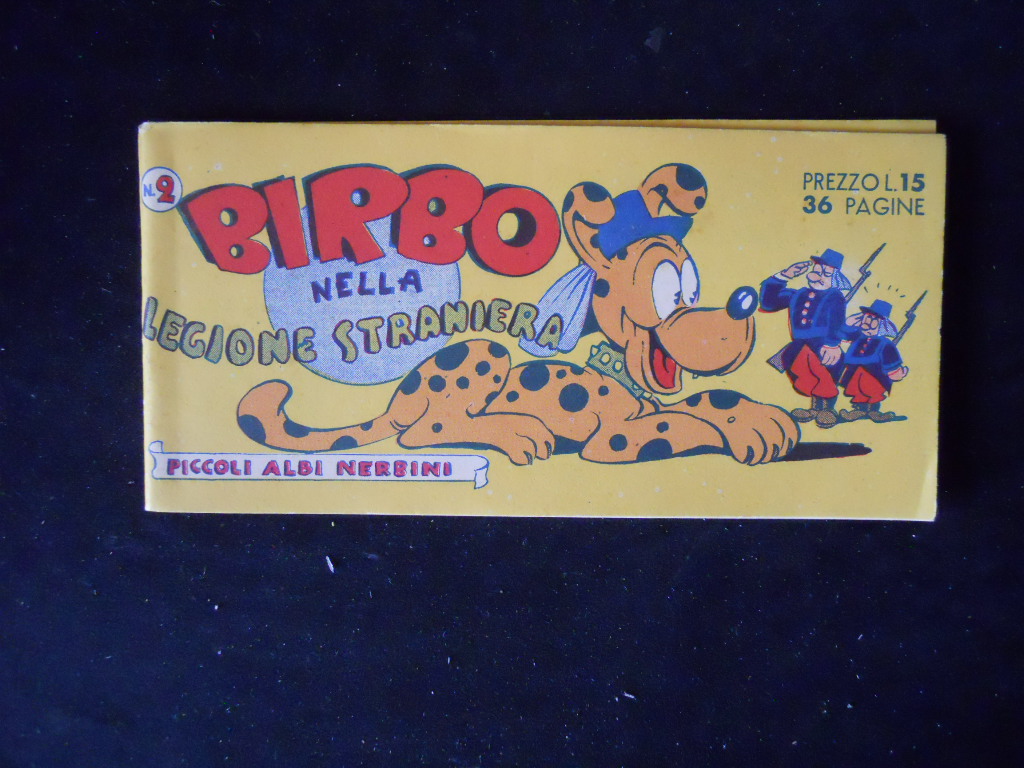 N. 2
BIRBO
NELLA
LEGIONE STRANIERA
PREZZO L. 15
36 PAGINE
PICCOLI ALBI NERBINI